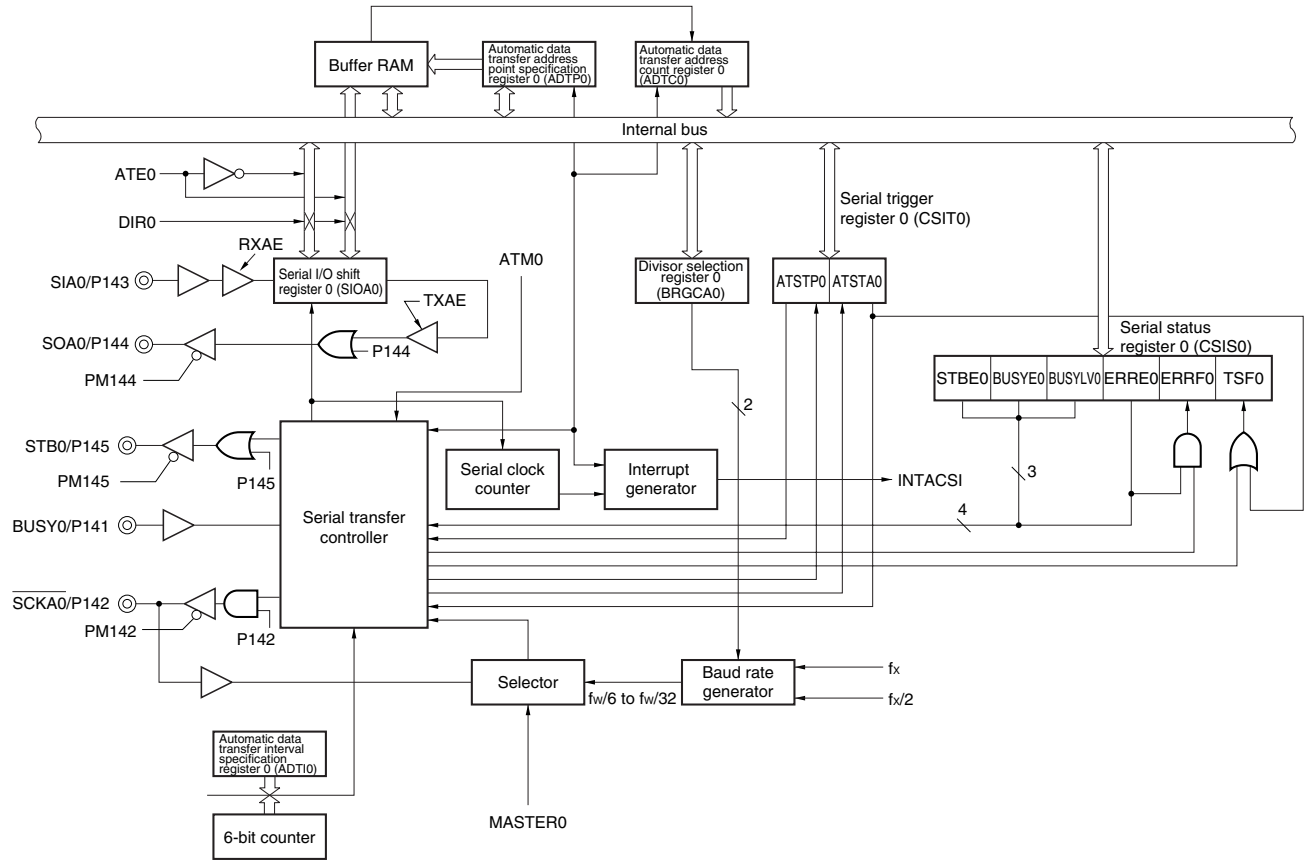 Buffer RAM
Automatic data
transfer address
point specification
register 0 (ADTP0)
Automatic data
transfer address
count register 0
(ADTC0)
Internal bus
ATE0
DIR0
Serial trigger
register 0 (CSIT0)
RXAE
SIA0/P143
Serial I/O shift
register 0 (SIOA0)
ATM0
Divisor selection
register 0
(BRGCA0)
ATSTP0
ATSTA0
TXAE
SOA0/P144
P144
PM144
Serial status
register 0 (CSIS0)
STBE0
BUSYE0
BUSYLV0
ERRE0
ERRF0
TSF0
2
STB0/P145
PM145
P145
Serial clock
counter
Interrupt
generator
INTACSI
3
4
BUSY0/P141
Serial transfer
controller
SCKA0/P142
PM142
P142
Selector
fW/6 to fW/32
Baud rate
generator
fX
fX/2
Automatic data
transfer interval
specification
register 0 (ADTI0)
6-bit counter
MASTER0